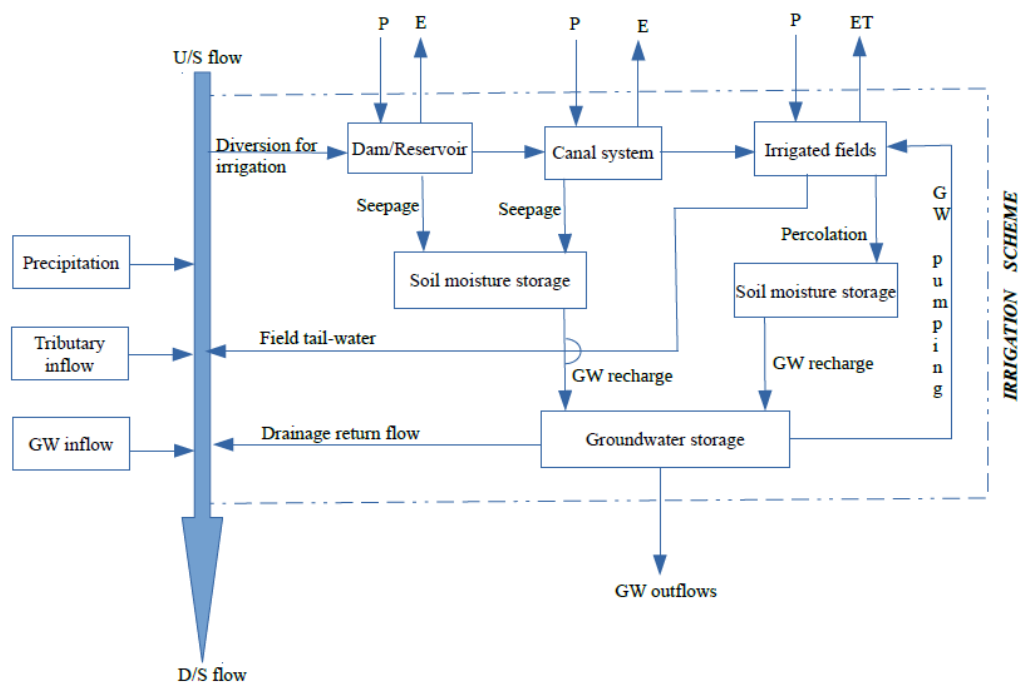 P
E
P
E
P
ET
U/S flow
Diversion for
irrigation
Dam/Reservoir
Canal system
Irrigated fields
Seepage
Seepage
Percolation
GW pumping
IRRIGATION SCHEME
Precipitation
Soil moisture storage
Soil moisture storage
Tributary
inflow
Field tail-water
GW recharge
GW recharge
GW inflow
Drainage return flow
Groundwater storage
GW outflows
D/S flow